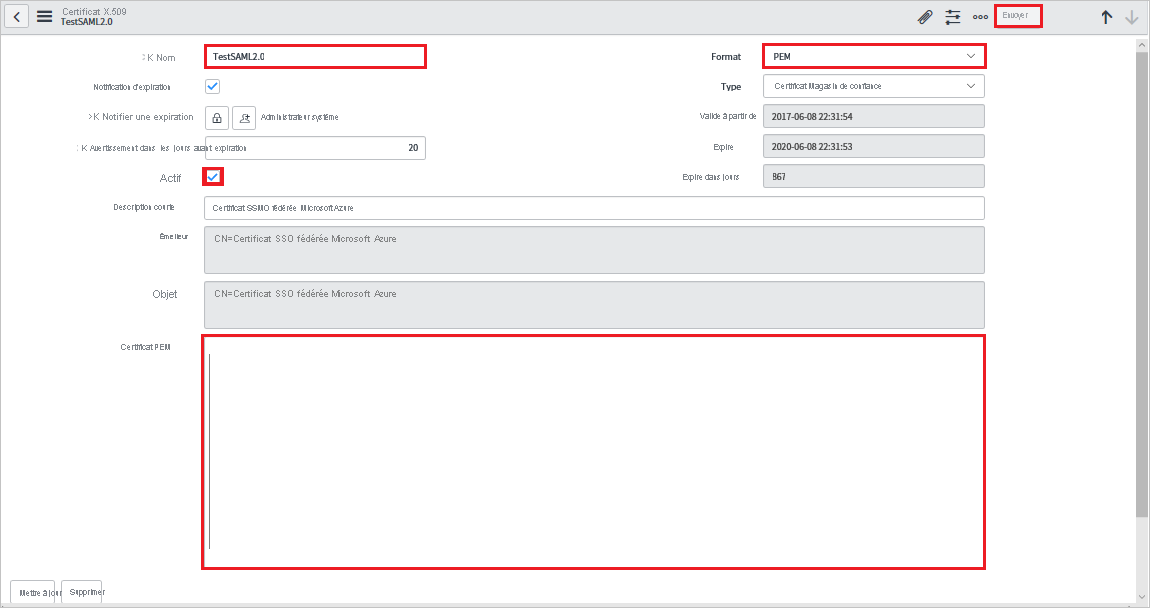 Certificat X.509
TestSAML2.0
Envoyer
Nom
TestSAML2.0
Format
PEM
Notification d'expiration
Type
Certificat Magasin de confiance
Notifier une expiration
Administrateur système
Valide à partir de
2017-06-08 22:31:54
Avertissement dans les jours avant expiration
20
Expire
2020-06-08 22:31:53
Actif
Expire dans jours
867
Description courte
Certificat SSMO fédérée Microsoft Azure
Émetteur
CN=Certificat SSO fédérée Microsoft Azure
Objet
CN=Certificat SSO fédérée Microsoft Azure
Certificat PEM
Mettre à jour
Supprimer